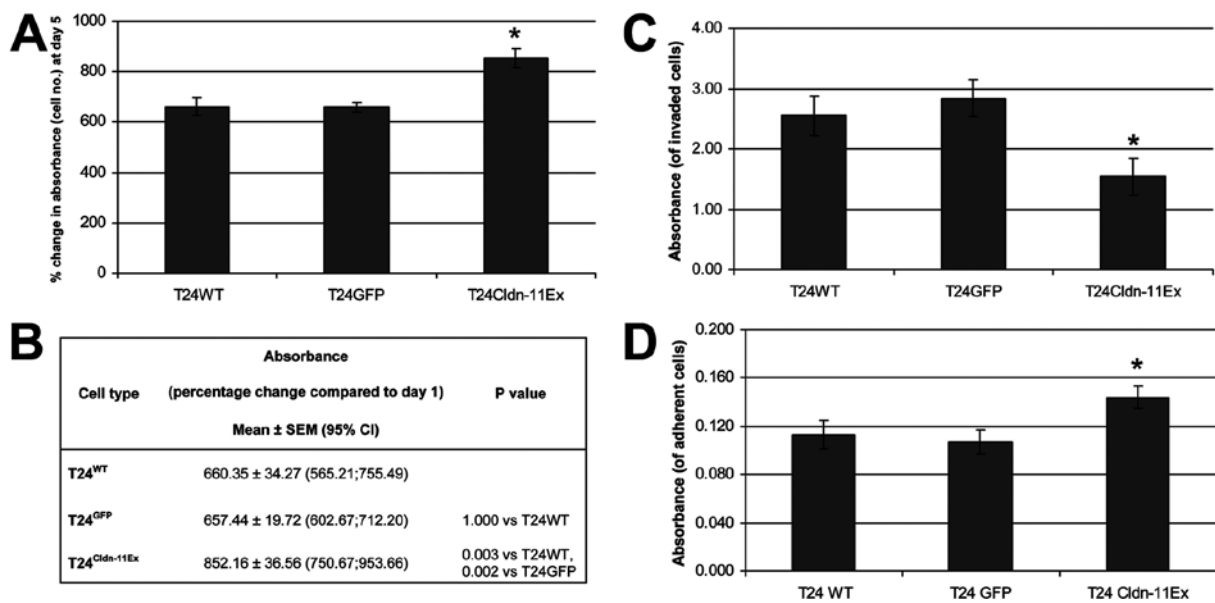 A
% change in absorbance (cell no.) at day 5
1000
800
600
400
200
0
*
T24WT
T24GFP
T24Cldn-11Ex
B
Cell type
Absorbance
(percentage change compared to day 1)
Mean ± SEM (95% CI)
P value
T24WT
660.35 ± 34.27 (565.21;755.49)
T24GFP
657.44 ± 19.72 (602.67;712.20)
1.000 vs T24WT
T24Cldn-11Ex
852.16 ± 36.56 (750.67;953.66)
0.003 vs T24WT,
0.002 vs T24GFP
C
Absorbance (of invaded cells)
4.00
3.00
2.00
1.00
0.00
*
T24WT
T24GFP
T24Cldn-11Ex
D
Absorbance (of adherent cells)
0.200
0.160
0.120
0.080
0.040
0.000
*
T24 WT
T24 GFP
T24 Cldn-11Ex